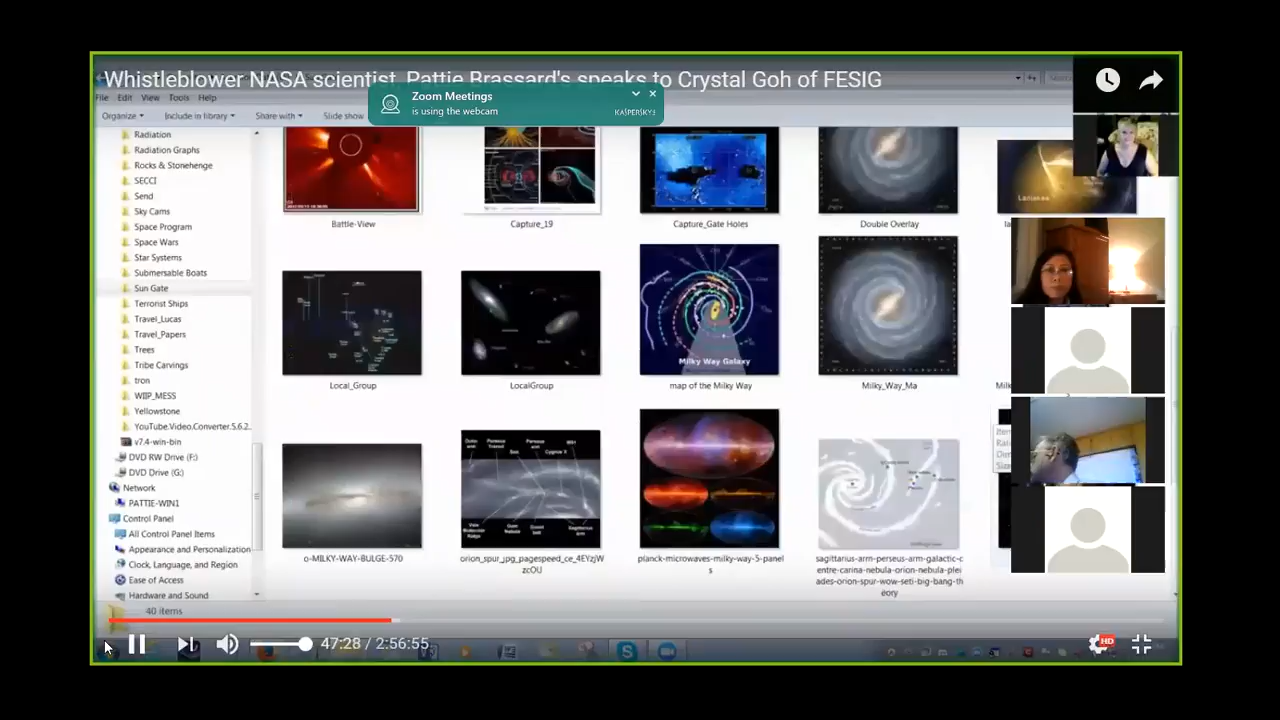 Whistleblower NASA scientist, Pattie Brassard's speaks to Crystal Goh of FESIG
Zoom Meetings
is using the webcam
KASPERSKY
File Edit View Tools Help
Organize Include in library Share with Slide show
Radiation
Radiation Graphs
Rocks & Stonehenge
SECCI
Send
Sky Cams
Space Program
Space Wars
Star Systems
Submersable Boats
Sun Gate
Terrorist Ships
Travel_Lucas
Travel_Papers
Trees
Tribe Carvings
tron
WIIP_MESS
Yellowstone
YouTube.Video.Converter.5.6.2..
v7.4-win-bin
DVD RW Drive (F:)
DVD Drive (G:)
Network
PATTIE-WIN1
Control Panel
All Control Panel Items
Appearance and Personalization
Clock, Language, and Region
Ease of Access
Hardware and Sound
Battle-View
Capture_19
Capture_Gate Holes
Double Overlay
Laniakea
Local_Group
LocalGroup
Milky Way Galaxy
map of the Milky Way
Milky_Way_Ma
o-MILKY-WAY-BULGE-570
orion_spur_jpg_pagespeed_ce_4EYzjW
zcOU
planck-microwaves-milky-way-5-panel
s
sagittarius-arm-perseus-arm-galactic-c
entre-carina-nebula-orion-nebula-plei
ades-orion-spur-wow-seti-big-bang-th
eory
40 items
47:28 / 2:56:55
HD